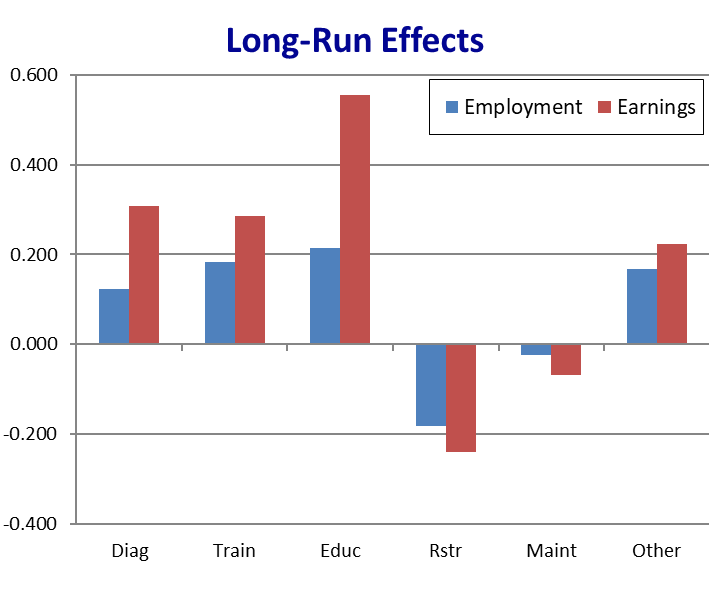 Long-Run Effects
0.600
Employment Earnings
0.400
0.200
0.000
-0.200
-0.400
Diag Train Educ Rstr Maint Other